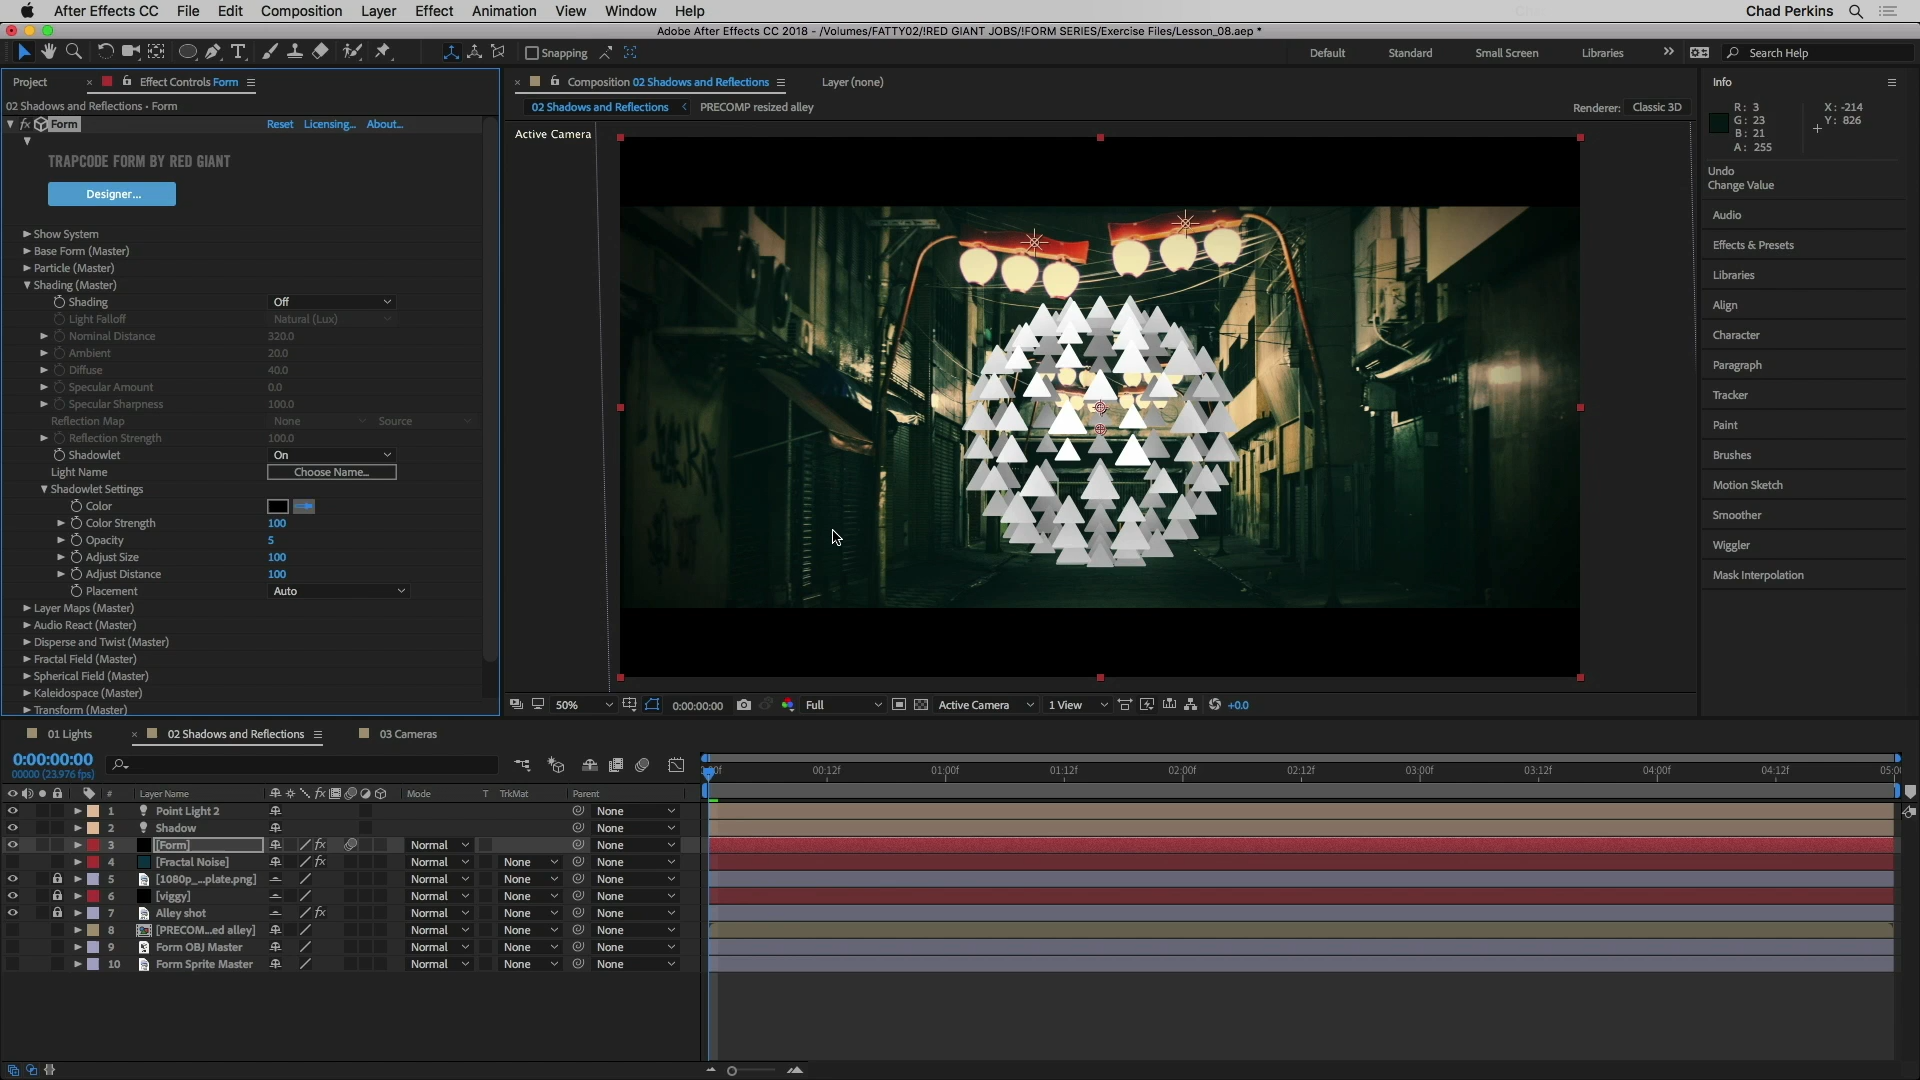 After Effects CC File Edit Composition Layer Effect Animation View Window Help Chad Perkins
Adobe After Effects CC 2018 - /Volumes/FATTY02/!RED GIANT JOBS/!FORM SERIES/Exercise Files/Lesson_08.aep *
Snapping Default Standard Small Screen Libraries Search Help
Project Effect Controls Form
02 Shadows and Reflections • Form
fx Form Reset Licensing... About...
TRAPCODE FORM BY RED GIANT
Designer...
Show System
Base Form (Master)
Particle (Master)
Shading (Master)
Shading Off
Light Falloff Natural (Lux)
Nominal Distance 320.0
Ambient 20.0
Diffuse 40.0
Specular Amount 0.0
Specular Sharpness 100.0
Reflection Map None Source
Reflection Strength 100.0
Shadowlet On
Light Name Choose Name...
Shadowlet Settings
Color
Color Strength 100
Opacity 5
Adjust Size 100
Adjust Distance 100
Placement Auto
Layer Maps (Master)
Audio React (Master)
Disperse and Twist (Master)
Fractal Field (Master)
Spherical Field (Master)
Kaleidospace (Master)
Transform (Master)
Composition 02 Shadows and Reflections Layer (none)
02 Shadows and Reflections PRECOMP resized alley Renderer: Classic 3D
Active Camera
50% 0:00:00:00 Full Active Camera 1 View +0.0
Info
R: 3 X: -214
G: 23 Y: 826
B: 21
A: 255
Undo
Change Value
Audio
Effects & Presets
Libraries
Align
Character
Paragraph
Tracker
Paint
Brushes
Motion Sketch
Smoother
Wiggler
Mask Interpolation
01 Lights 02 Shadows and Reflections 03 Cameras
0:00:00:00
00000 (23.976 fps)
00:12f 01:00f 01:12f 02:00f 02:12f 03:00f 03:12f 04:00f 04:12f
# Layer Name fx Mode T TrkMat Parent
1 Point Light 2 None
2 Shadow None
3 [Form] fx Normal None
4 [Fractal Noise] fx Normal None None
5 [1080p_...plate.png] Normal None None
6 [viggy] Normal None None
7 Alley shot fx Normal None None
8 [PRECOM...ed alley] Normal None None
9 Form OBJ Master Normal None None
10 Form Sprite Master Normal None None